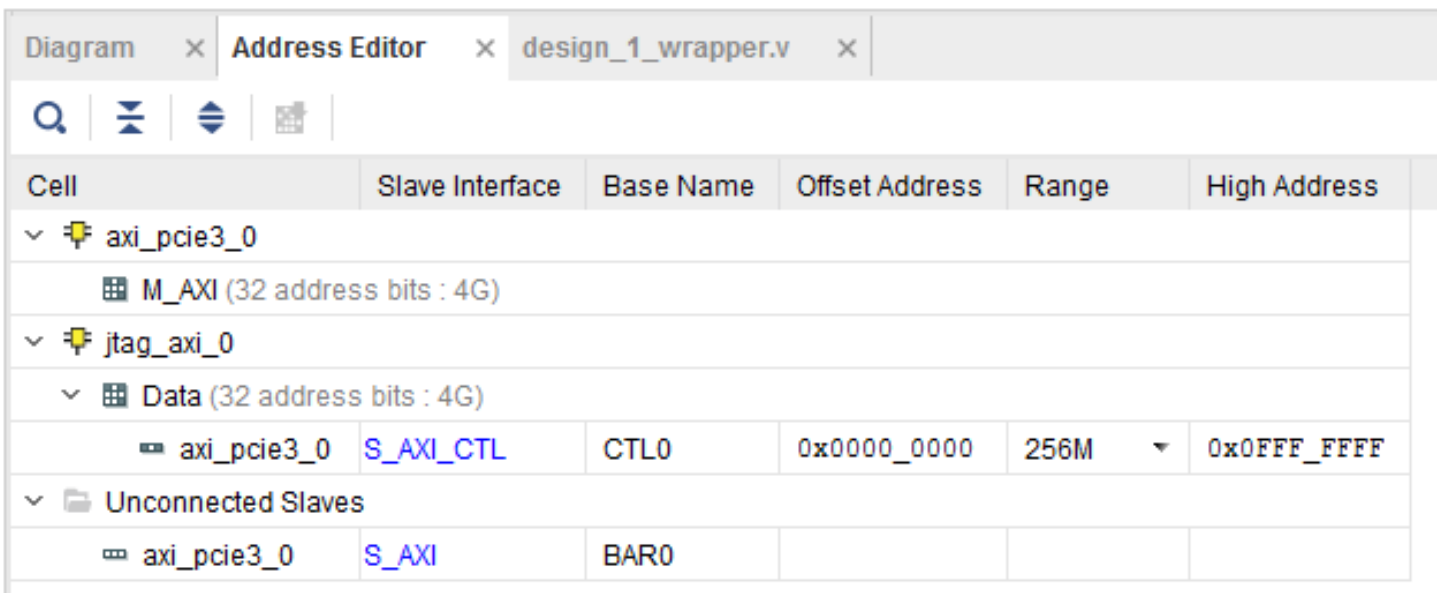 Diagram × Address Editor × design_1_wrapper.v ×
Cell Slave Interface Base Name Offset Address Range High Address
axi_pcie3_0
M_AXI (32 address bits : 4G)
jtag_axi_0
Data (32 address bits : 4G)
axi_pcie3_0 S_AXI_CTL CTL0 0x0000_0000 256M 0x0FFF_FFFF
Unconnected Slaves
axi_pcie3_0 S_AXI BAR0